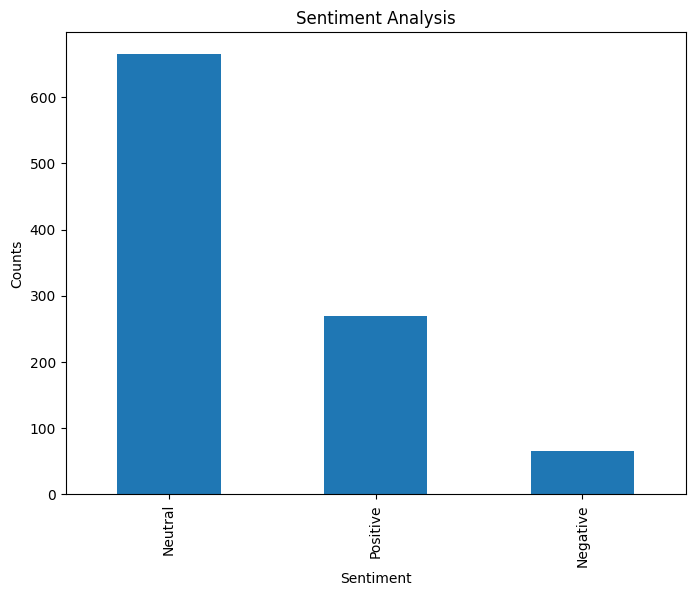 Sentiment Analysis
Counts
600
500
400
300
200
100
0
Neutral
Positive
Negative
Sentiment